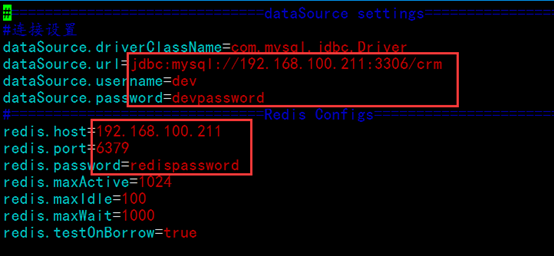 #==============================dataSource settings==============================
#连接设置
dataSource.driverClassName=com.mysql.jdbc.Driver
dataSource.url=jdbc:mysql://192.168.100.211:3306/crm
dataSource.username=dev
dataSource.password=devpassword
#==============================Redis Configs==============================
redis.host=192.168.100.211
redis.port=6379
redis.password=redispassword
redis.maxActive=1024
redis.maxIdle=100
redis.maxWait=1000
redis.testOnBorrow=true